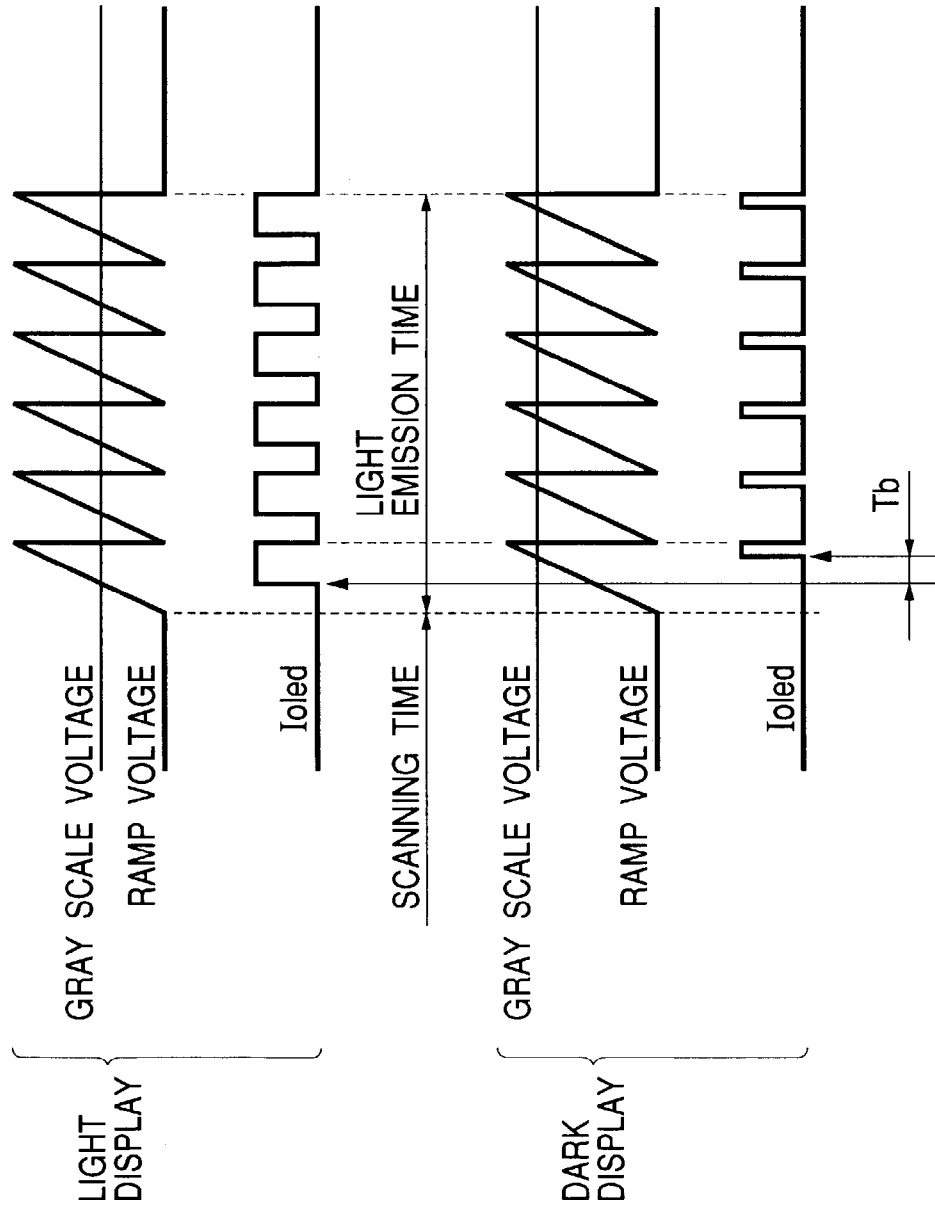 LIGHT
DISPLAY
GRAY SCALE VOLTAGE
RAMP VOLTAGE
Ioled
SCANNING TIME
LIGHT
EMISSION TIME
DARK
DISPLAY
GRAY SCALE VOLTAGE
RAMP VOLTAGE
Ioled
Tb